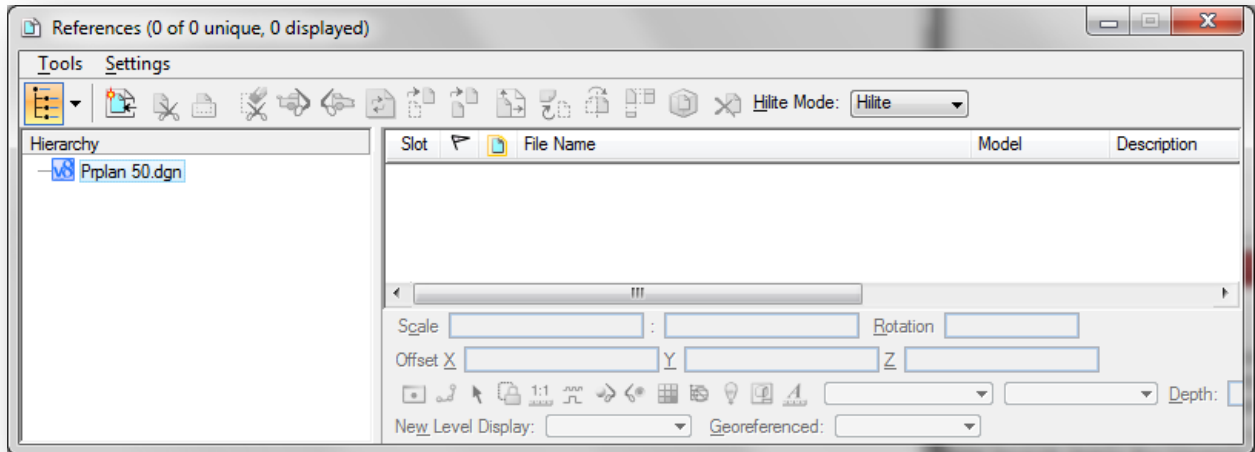 References (0 of 0 unique, 0 displayed)
Tools Settings
Hilite Mode: Hilite
Hierarchy
Prplan 50.dgn
Slot File Name Model Description
Scale : Rotation
Offset X Y Z
1:1 A Depth:
New Level Display: Georeferenced: